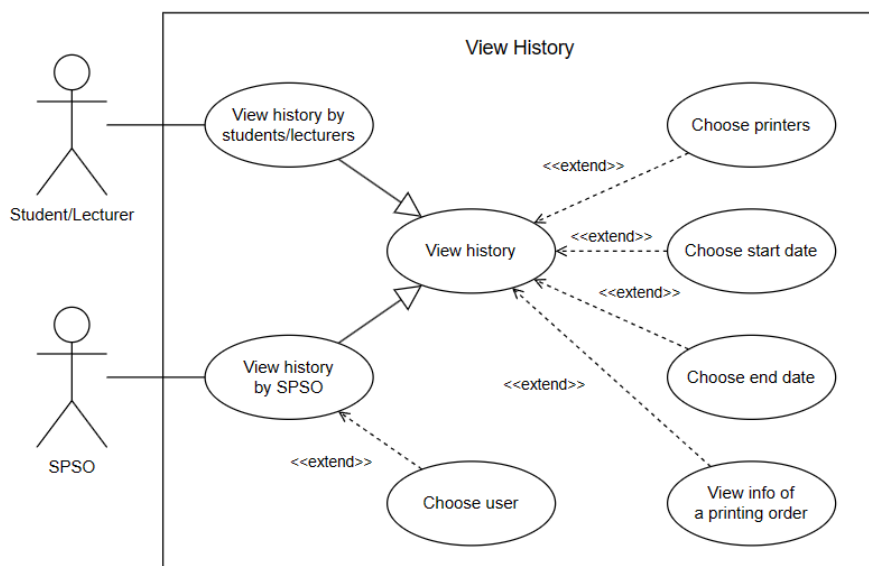 View History
View history by
students/lecturers
Choose printers
<<extend>>
Student/Lecturer
View history
<<extend>>
Choose start date
<<extend>>
View history
by SPSO
<<extend>>
Choose end date
SPSO
<<extend>>
Choose user
View info of
a printing order